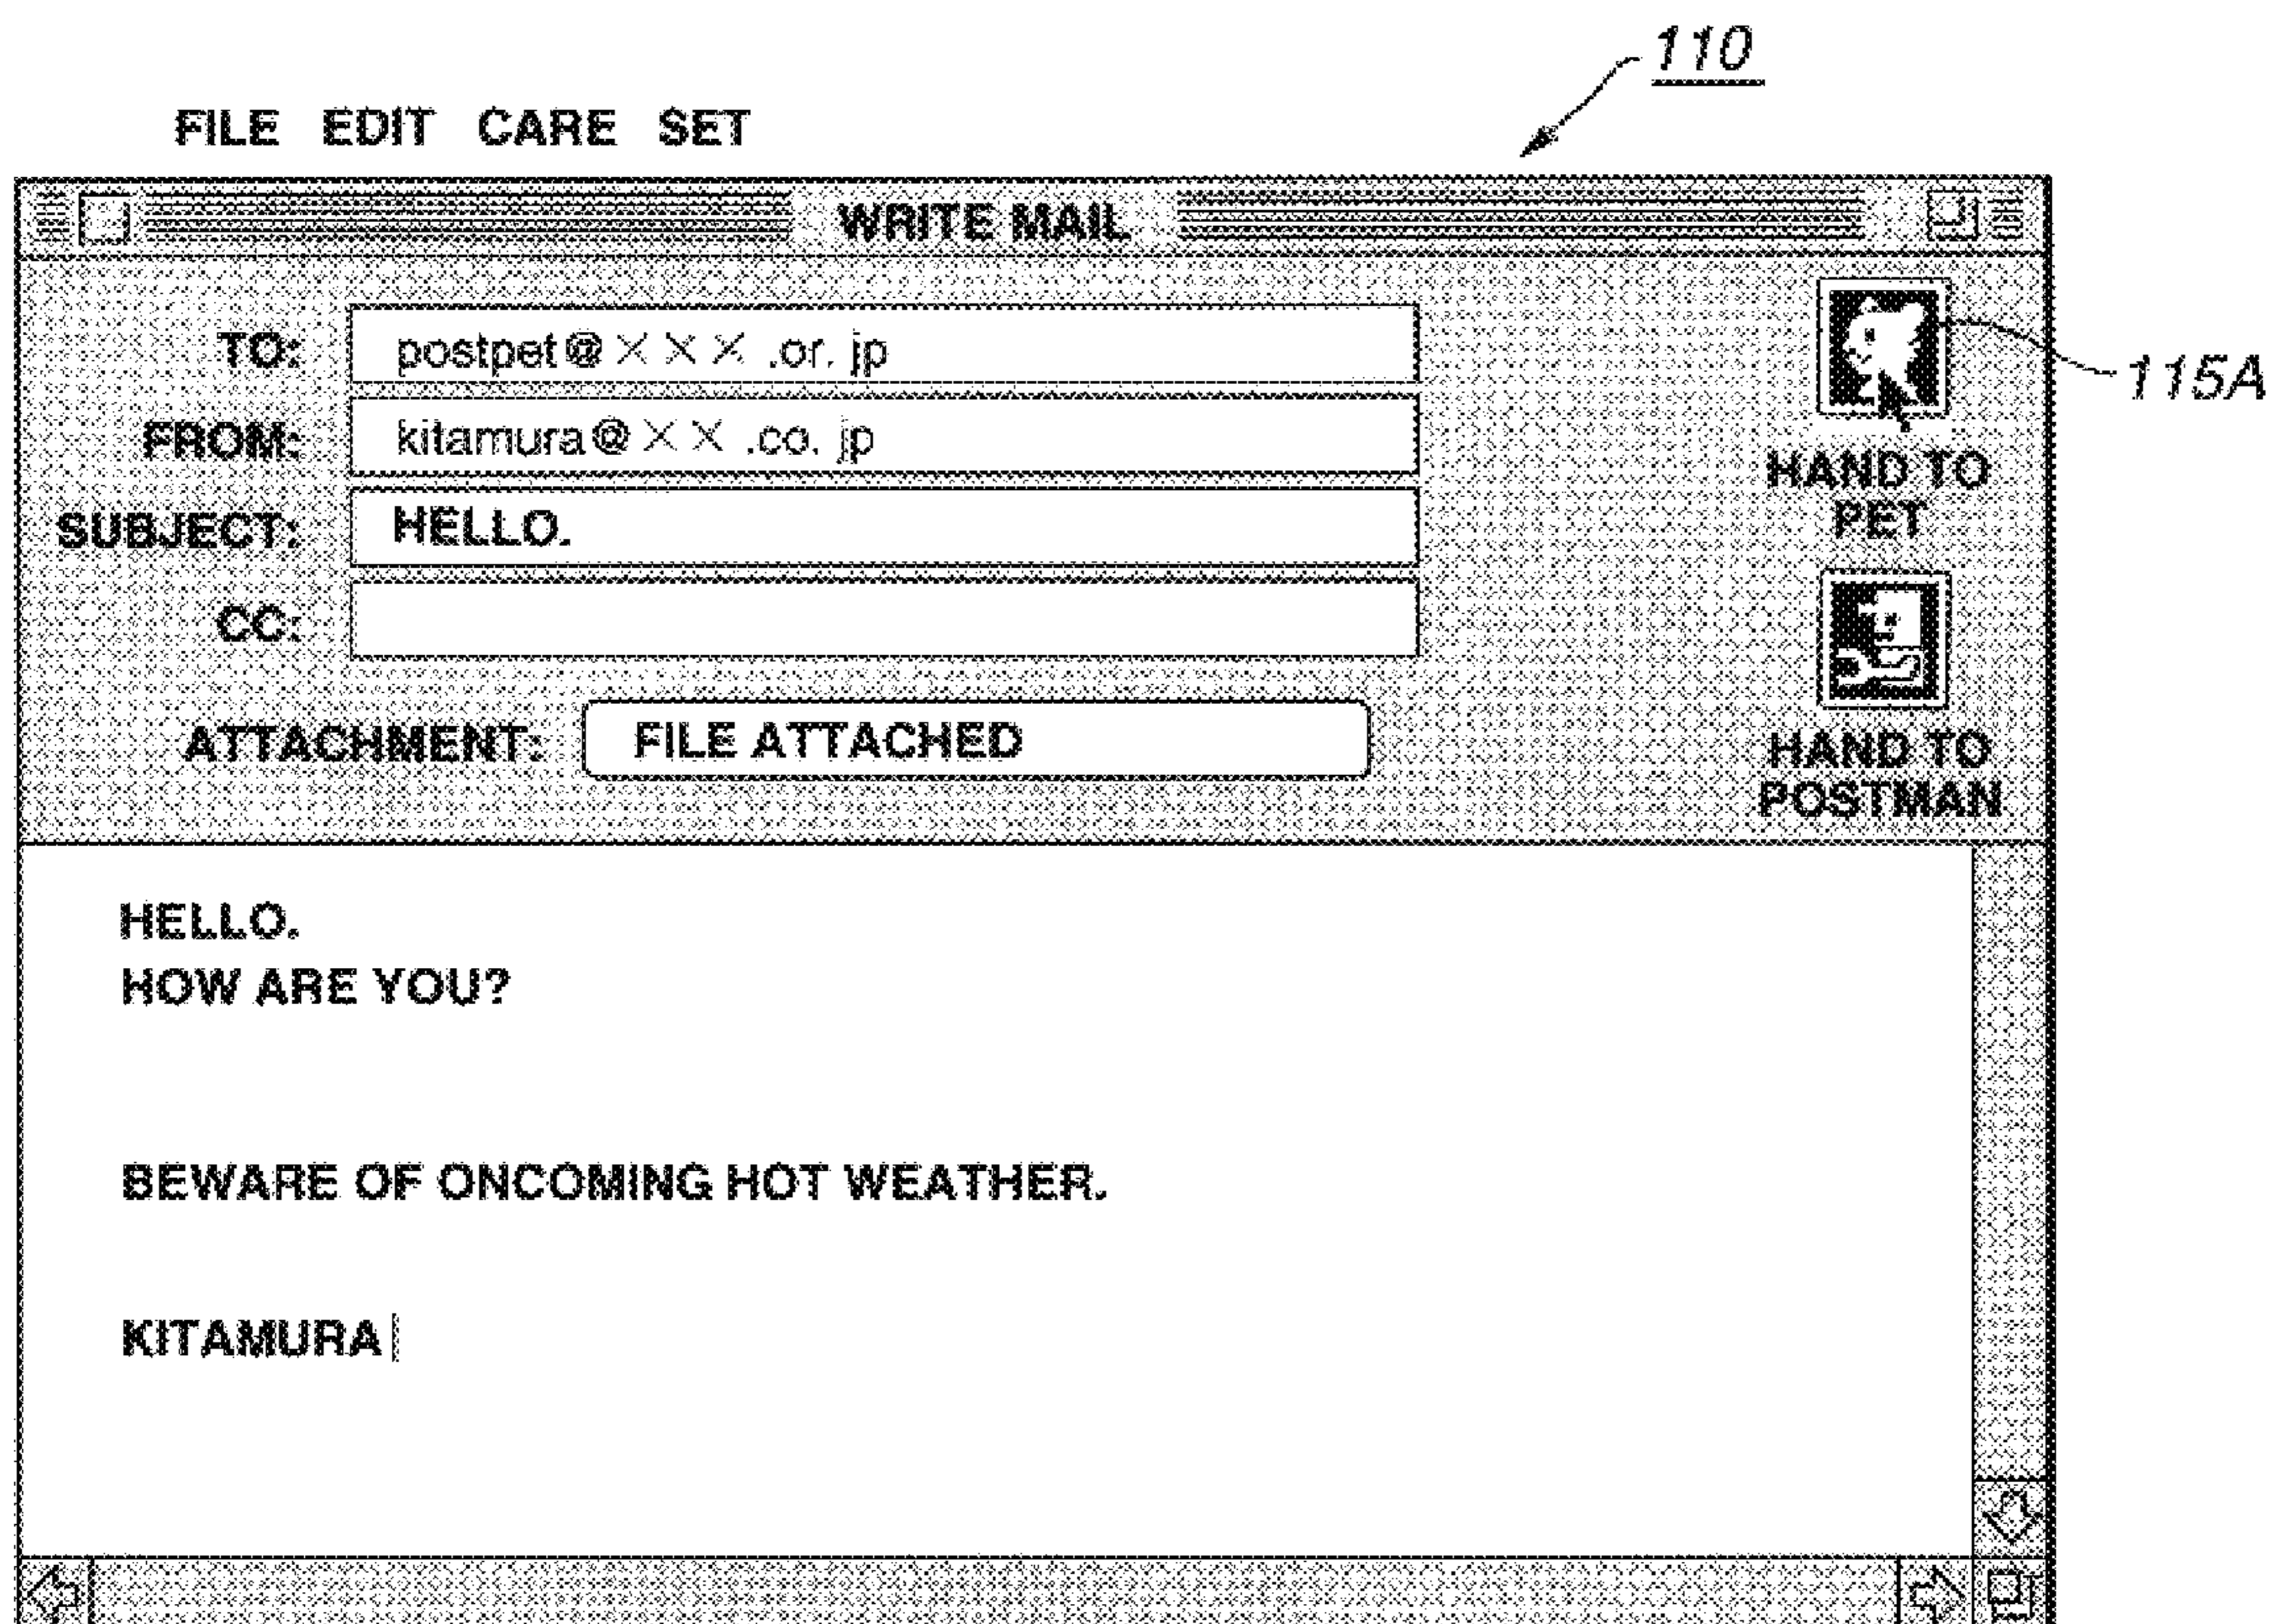 110
FILE EDIT CARE SET
WRITE MAIL
TO: postpet@×××.or.jp
115A
FROM: kitamura@××.co.jp
HAND TO
PET
SUBJECT: HELLO.
CC:
ATTACHMENT: FILE ATTACHED
HAND TO
POSTMAN
HELLO.
HOW ARE YOU?
BEWARE OF ONCOMING HOT WEATHER.
KITAMURA